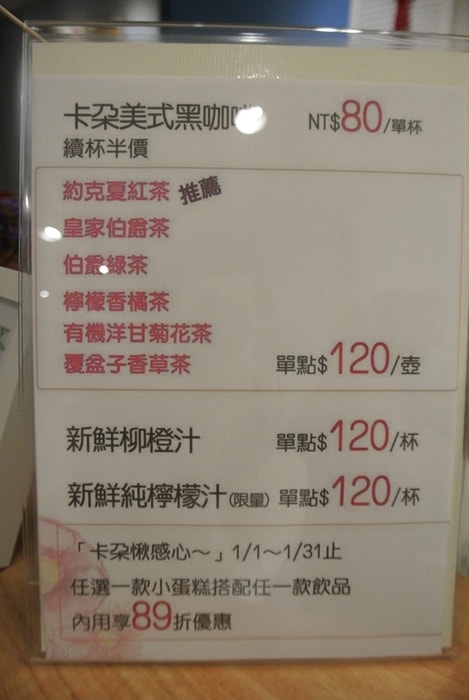 卡朶美式黑咖啡 NT$80/單杯
續杯半價
約克夏紅茶 推薦
皇家伯爵茶
伯爵綠茶
檸檬香橘茶
有機洋甘菊花茶
覆盆子香草茶 單點$120/壺
新鮮柳橙汁 單點$120/杯
新鮮純檸檬汁(限量) 單點$120/杯
「卡朶愀感心～」1/1～1/31止
任選一款小蛋糕搭配任一款飲品
內用享89折優惠